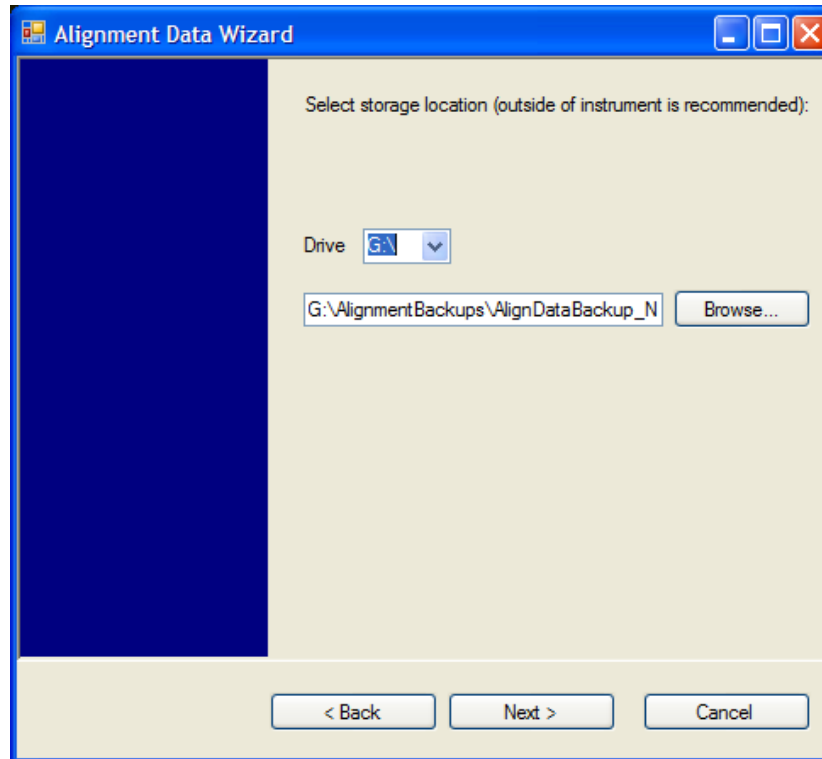 Alignment Data Wizard
Select storage location (outside of instrument is recommended):
Drive G:\
G:\AlignmentBackups\AlignDataBackup_N Browse...
< Back Next > Cancel